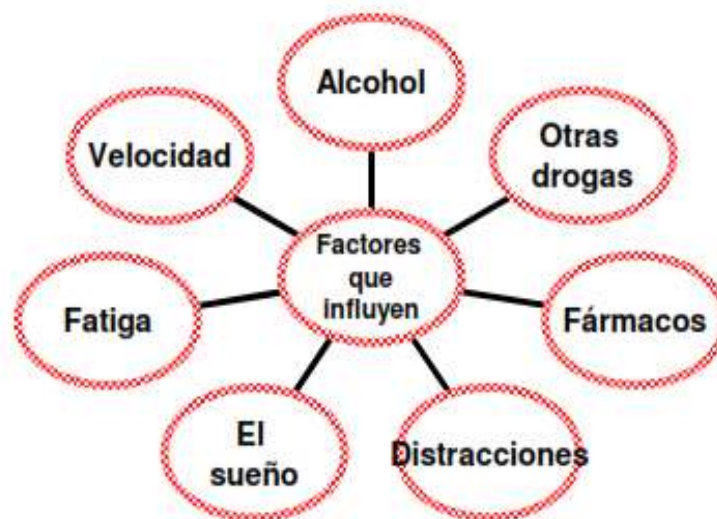 Alcohol
Velocidad
Otras
drogas
Factores
que
influyen
Fatiga
Fármacos
El
sueño
Distracciones